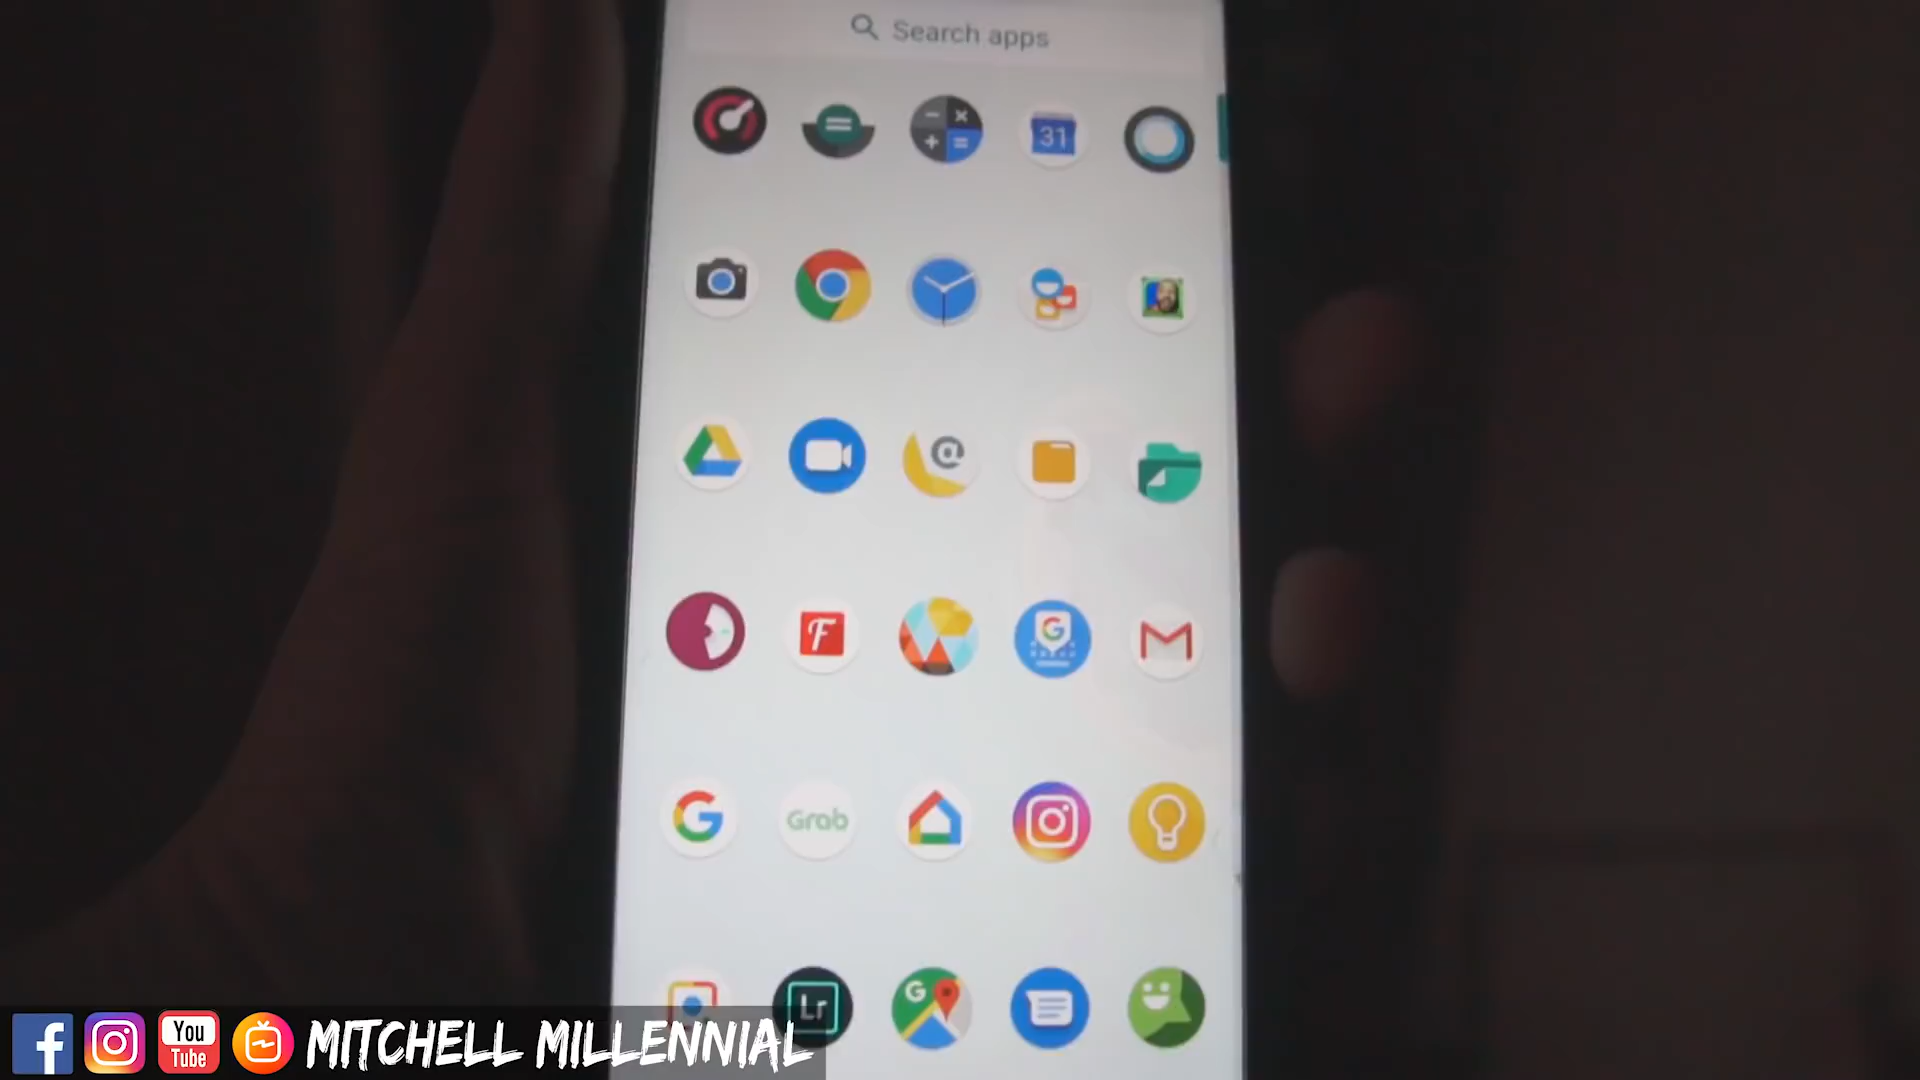 Search apps
31
@
F
G
M
G
Grab
Lr
G
f
You
Tube
MITCHELL MILLENNIAL